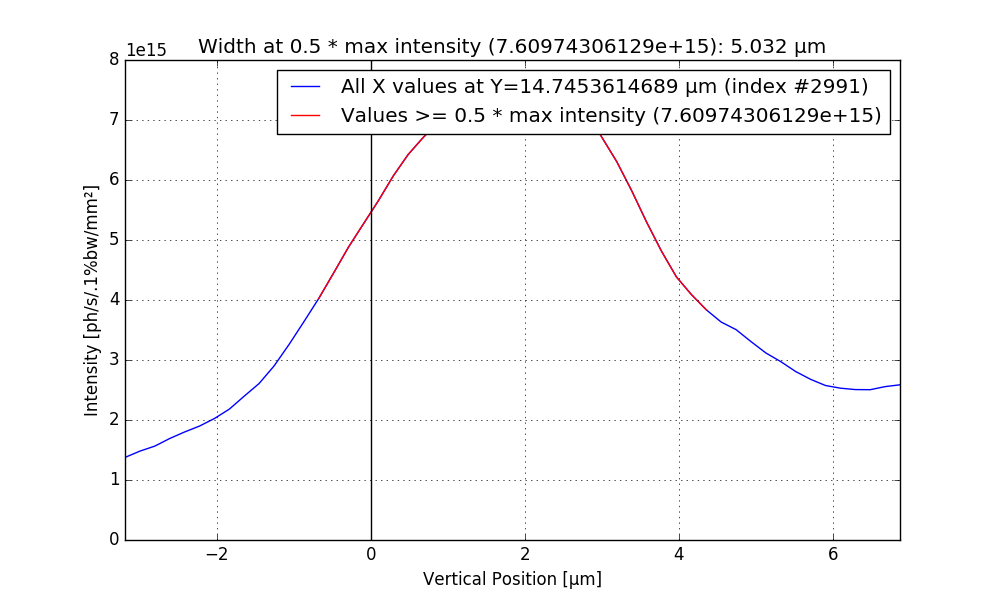 Width at 0.5 * max intensity (7.60974306129e+15): 5.032 µm
1e15
All X values at Y=14.7453614689 µm (index #2991)
Values >= 0.5 * max intensity (7.60974306129e+15)
8
7
6
5
4
3
2
1
0
Intensity [ph/s/.1%bw/mm²]
−2
0
2
4
6
Vertical Position [µm]